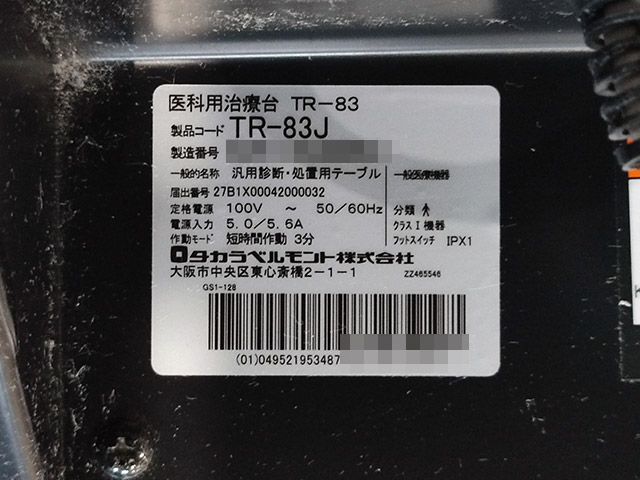 医科用治療台 TR-83
製品コード TR-83J
製造番号
一般的名称 汎用診断・処置用テーブル 一般医療機器
届出番号 27B1X00042000032
定格電源 100V ~ 50/60Hz 分類
電源入力 5.0/5.6A クラスⅠ機器
作動モード 短時間作動 3分 フットスイッチ IPX1
タカラベルモント株式会社
大阪市中央区東心斎橋2-1-1 ZZ465546
GS1-128
(01)049521953487